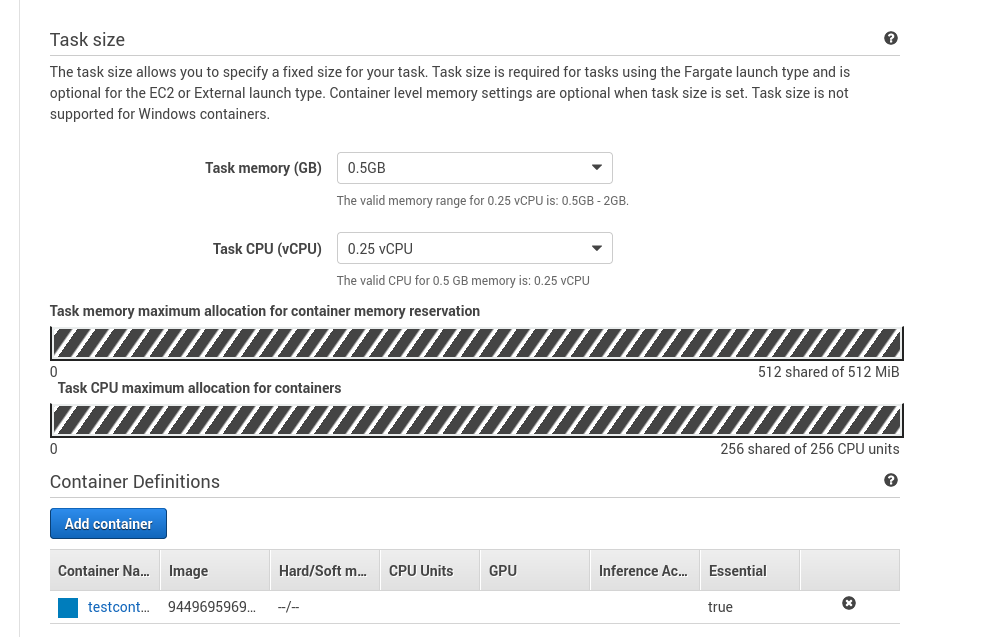 Task size
The task size allows you to specify a fixed size for your task. Task size is required for tasks using the Fargate launch type and is
optional for the EC2 or External launch type. Container level memory settings are optional when task size is set. Task size is not
supported for Windows containers.
Task memory (GB)
0.5GB
The valid memory range for 0.25 vCPU is: 0.5GB - 2GB.
Task CPU (vCPU)
0.25 vCPU
The valid CPU for 0.5 GB memory is: 0.25 vCPU
Task memory maximum allocation for container memory reservation
0
512 shared of 512 MiB
Task CPU maximum allocation for containers
0
256 shared of 256 CPU units
Container Definitions
Add container
Container Na... Image Hard/Soft m... CPU Units GPU Inference Ac... Essential
testcont... 9449695969... --/-- true